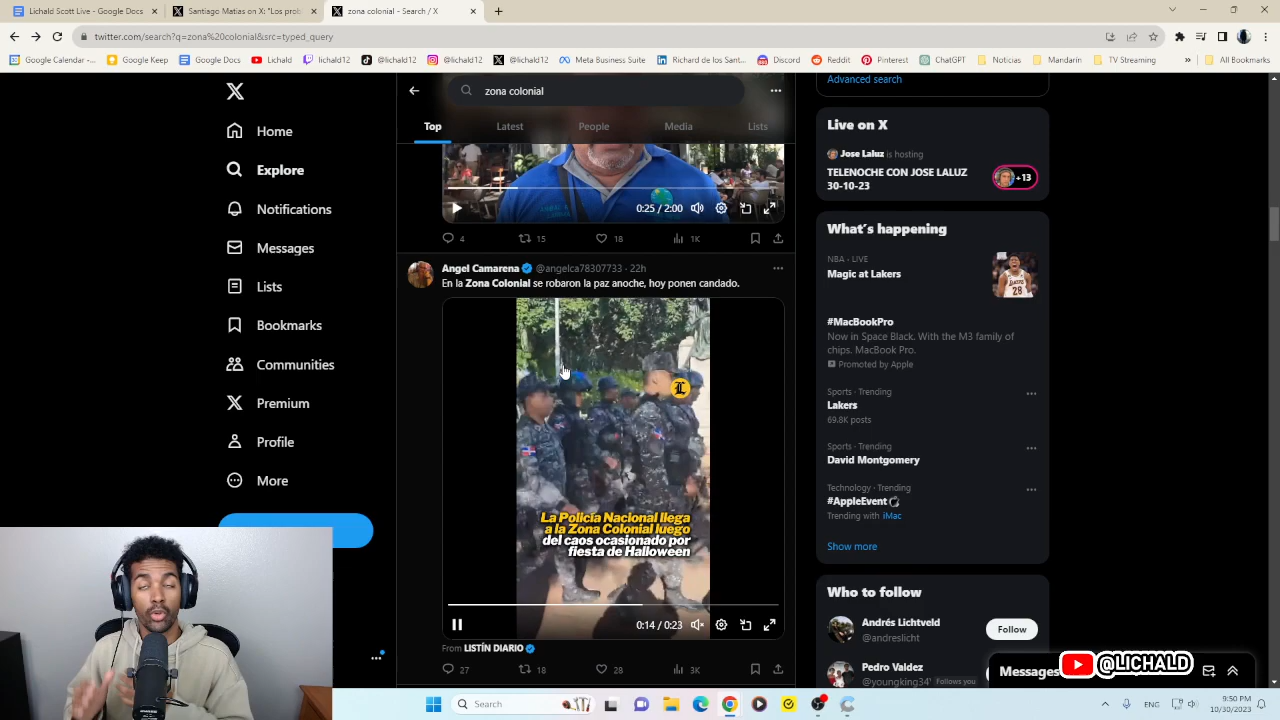 Lichald Scott Live - Google Docs
Santiago Matias on X: "Los prob
zona colonial - Search / X
twitter.com/search?q=zona%20colonial&src=typed_query
Google Calendar -...
Google Keep
Google Docs
Lichald
lichald12
@lichald12
@lichald12
@lichald12
Meta Business Suite
Richard de los Sant...
Discord
Reddit
Pinterest
ChatGPT
Noticias
Mandarín
TV Streaming
All Bookmarks
Home
Explore
Notifications
Messages
Lists
Bookmarks
Communities
Premium
Profile
More
zona colonial
Top
Latest
People
Media
Lists
0:25 / 2:00
4
15
18
1K
Angel Camarena @angelca78307733 · 22h
En la Zona Colonial se robaron la paz anoche, hoy ponen candado.
L
La Policía Nacional llega
a la Zona Colonial luego
del caos ocasionado por
fiesta de Halloween
0:14 / 0:23
From LISTÍN DIARIO
27
18
28
3K
Advanced search
Live on X
Jose Laluz is hosting
TELENOCHE CON JOSE LALUZ
30-10-23
+13
What's happening
NBA · LIVE
Magic at Lakers
#MacBookPro
Now in Space Black. With the M3 family of
chips. MacBook Pro.
Promoted by Apple
Sports · Trending
Lakers
69.8K posts
Sports · Trending
David Montgomery
Technology · Trending
#AppleEvent
Trending with iMac
Show more
Who to follow
Andrés Lichtveld
@andreslicht
Follow
Pedro Valdez
Follows you
Messages
@LICHALD
Search
ENG
9:50 PM
10/30/2023